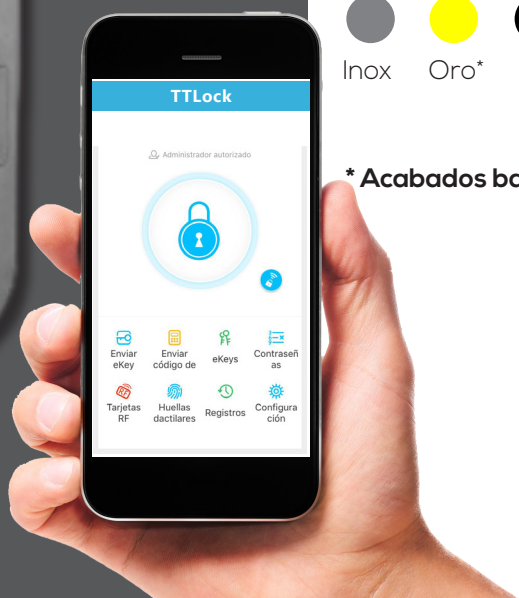 Inox Oro*
* Acabados
TTLock
Administrador autorizado
Enviar
eKey
Enviar
código de
eKeys
Contraseñ
as
Tarjetas
RF
Huellas
dactilares
Registros
Configura
ción